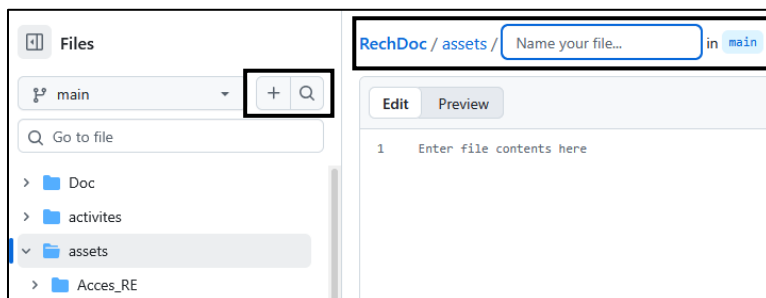 Files
main
Go to file
Doc
activites
assets
Acces_RE
RechDoc / assets / Name your file... in main
Edit Preview
1 Enter file contents here